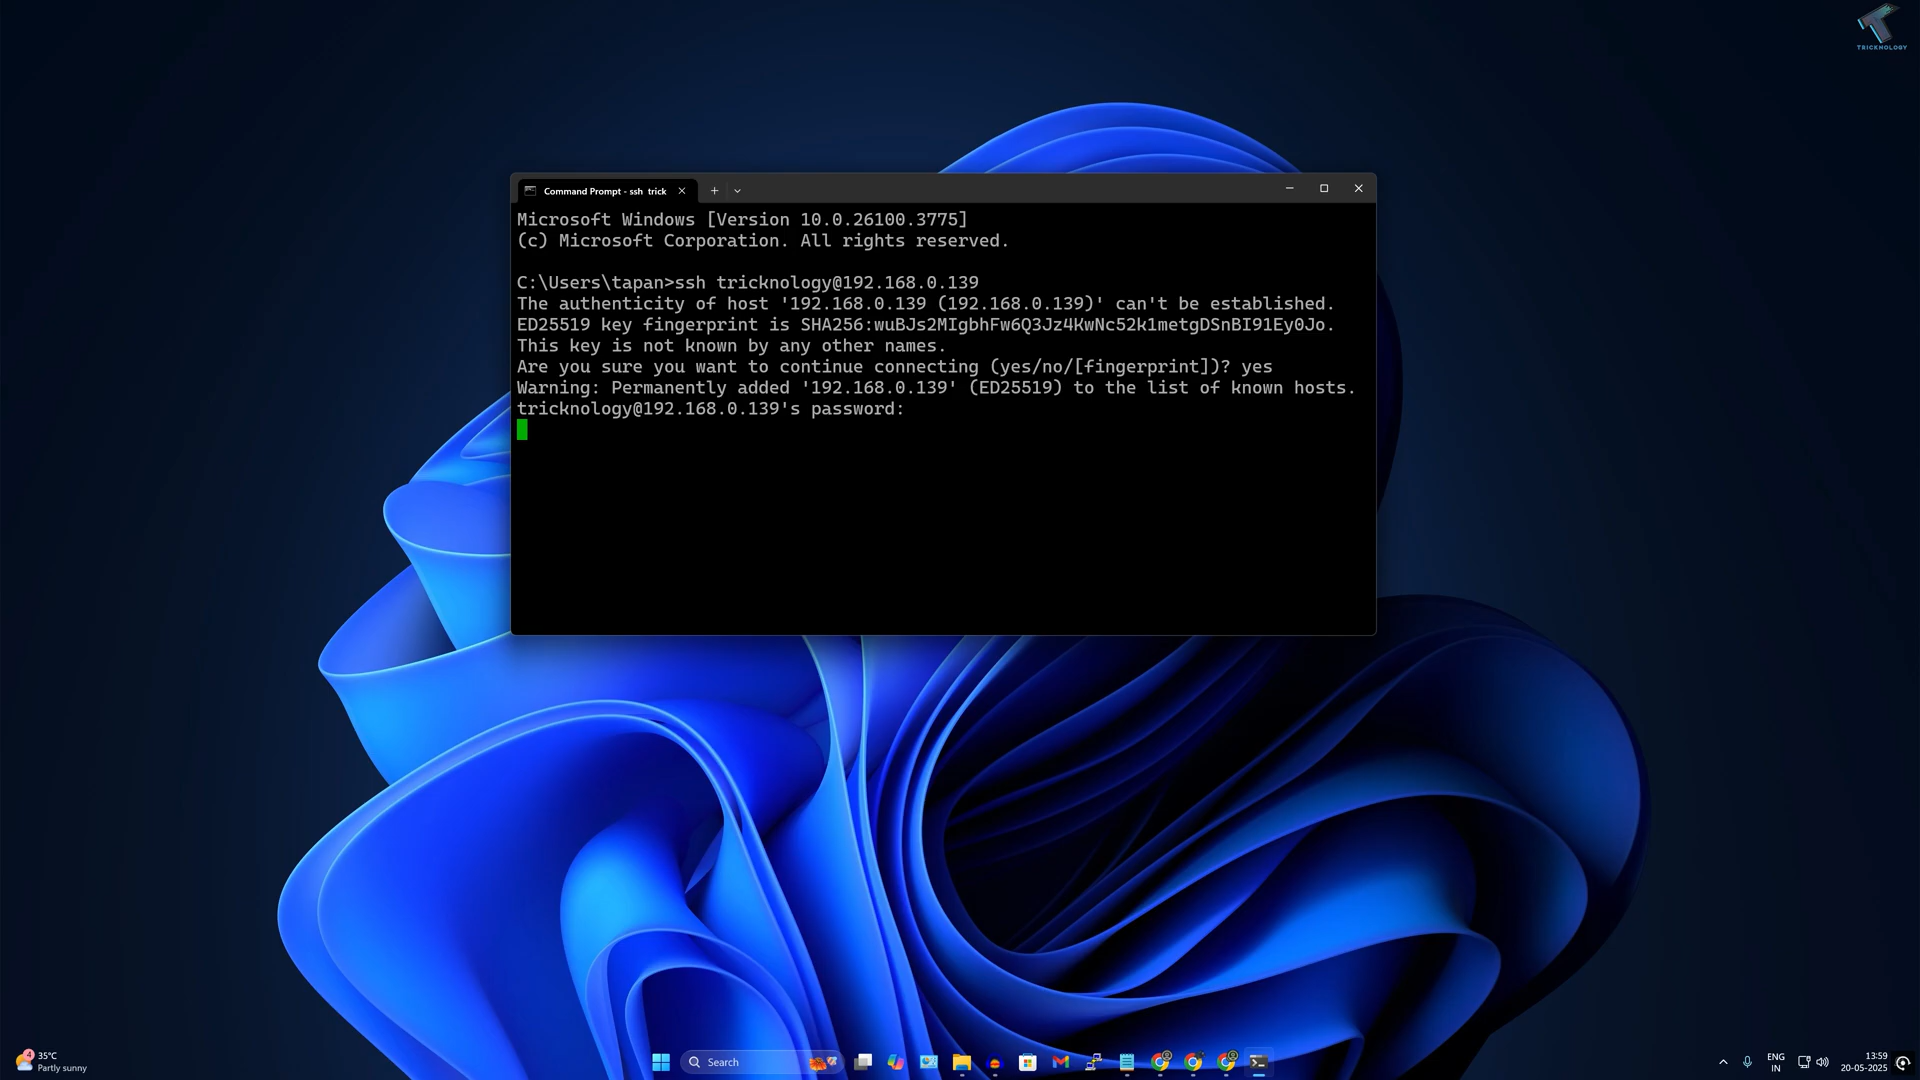 TRICKNOLOGY
Command Prompt - ssh trick
Microsoft Windows [Version 10.0.26100.3775]
(c) Microsoft Corporation. All rights reserved.
C:\Users\tapan>ssh tricknology@192.168.0.139
The authenticity of host '192.168.0.139 (192.168.0.139)' can't be established.
ED25519 key fingerprint is SHA256:wuBJs2MIgbhFw6Q3Jz4KwNc52k1metgDSnBI91Ey0Jo.
This key is not known by any other names.
Are you sure you want to continue connecting (yes/no/[fingerprint])? yes
Warning: Permanently added '192.168.0.139' (ED25519) to the list of known hosts.
tricknology@192.168.0.139's password:
4
35°C
Partly sunny
Search
ENG
IN
13:59
20-05-2025